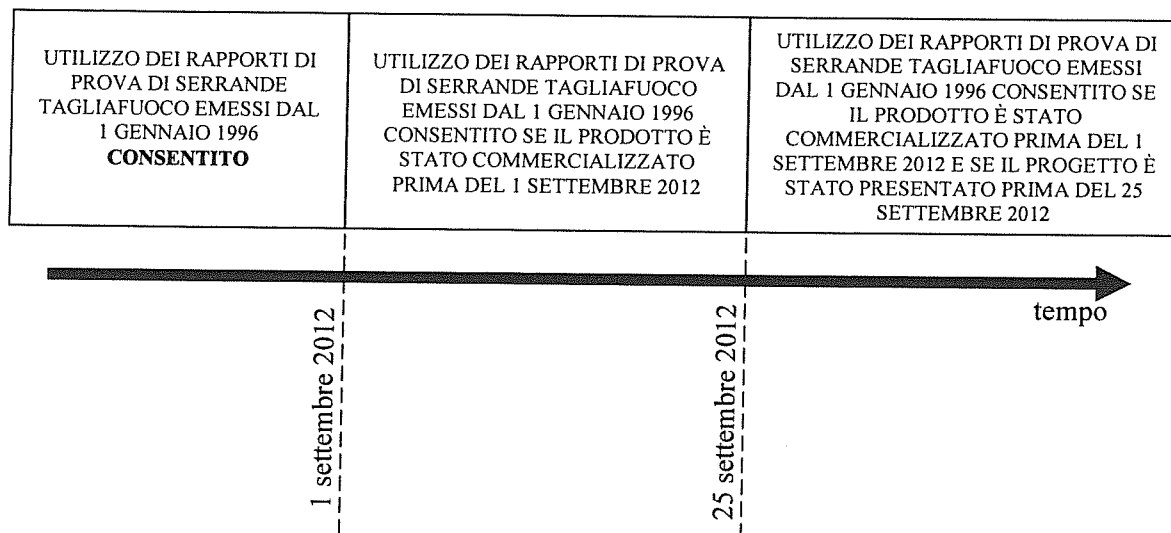 UTILIZZO DEI RAPPORTI DI
PROVA DI SERRANDE
TAGLIAFUOCO EMESSI DAL
1 GENNAIO 1996
CONSENTITO
UTILIZZO DEI RAPPORTI DI PROVA
DI SERRANDE TAGLIAFUOCO
EMESSI DAL 1 GENNAIO 1996
CONSENTITO SE IL PRODOTTO È
STATO COMMERCIALIZZATO
PRIMA DEL 1 SETTEMBRE 2012
UTILIZZO DEI RAPPORTI DI PROVA DI
SERRANDE TAGLIAFUOCO EMESSI
DAL 1 GENNAIO 1996 CONSENTITO SE
IL PRODOTTO È STATO
COMMERCIALIZZATO PRIMA DEL 1
SETTEMBRE 2012 E SE IL PROGETTO È
STATO PRESENTATO PRIMA DEL 25
SETTEMBRE 2012
tempo
1 settembre 2012
25 settembre 2012